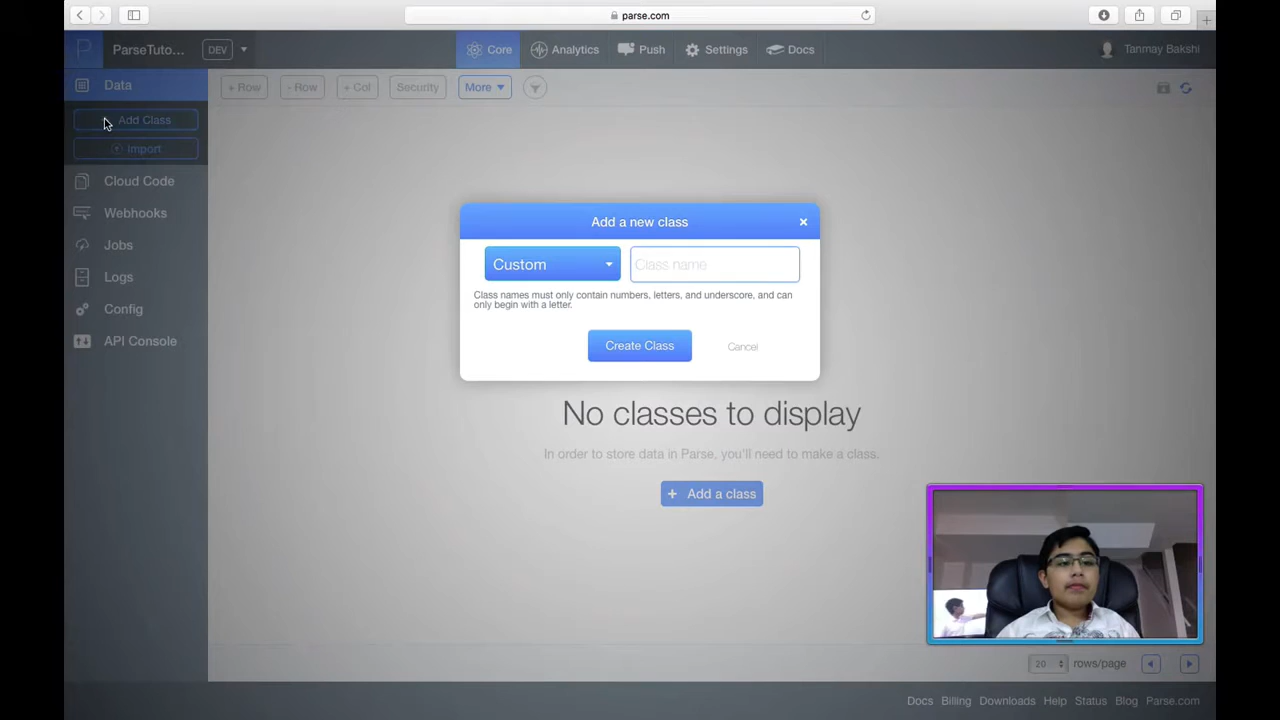 parse.com
P
ParseTuto...
DEV
Core
Analytics
Push
Settings
Docs
Tanmay Bakshi
Data
+ Row
- Row
+ Col
Security
More
Add Class
Import
Cloud Code
Webhooks
Jobs
Logs
Config
API Console
Add a new class
×
Custom
Class name
Class names must only contain numbers, letters, and underscore, and can
only begin with a letter.
Create Class
Cancel
No classes to display
In order to store data in Parse, you'll need to make a class.
+ Add a class
20
rows/page
Docs
Billing
Downloads
Help
Status
Blog
Parse.com